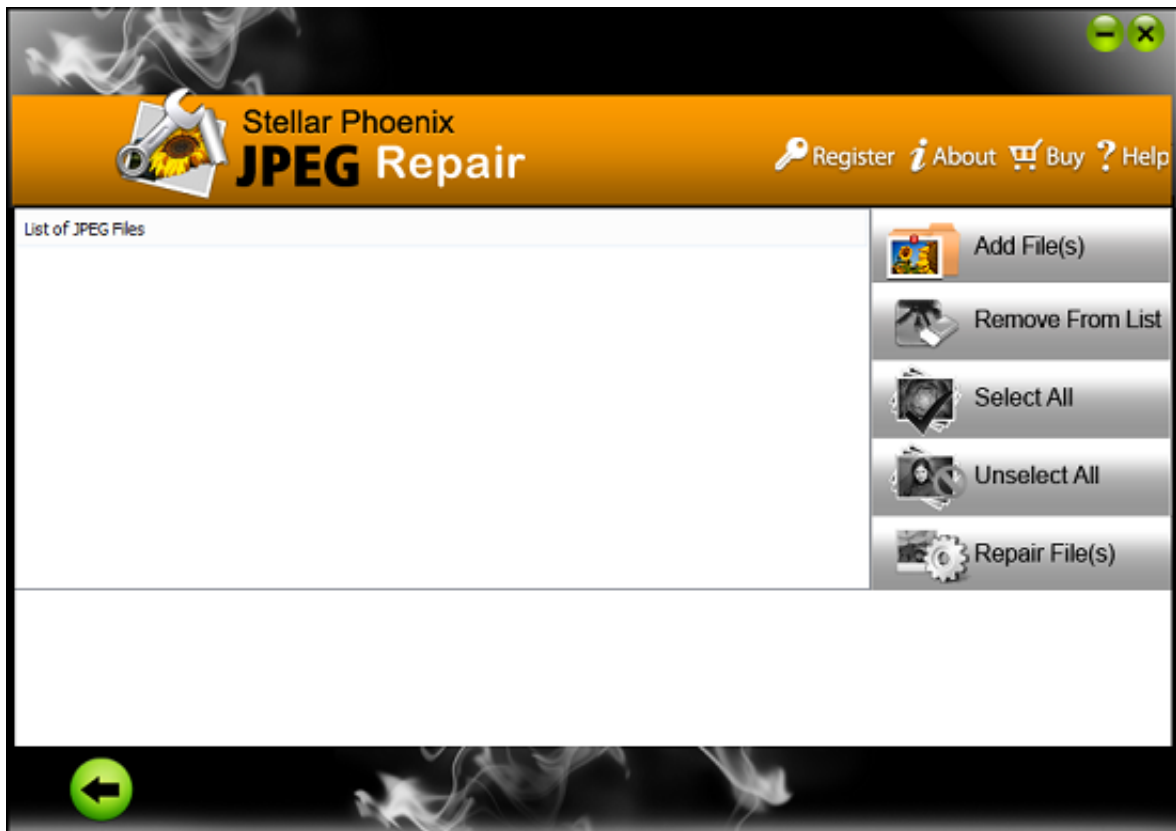 Stellar Phoenix
JPEG Repair
Register About Buy ? Help
List of JPEG Files
Add File(s)
Remove From List
Select All
Unselect All
Repair File(s)